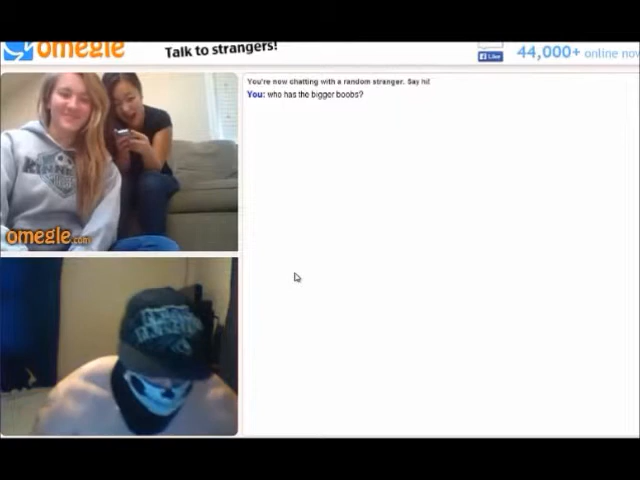 omegle
Talk to strangers!
Like
44,000+ online now
You're now chatting with a random stranger. Say hi!
You: who has the bigger boobs?
omegle.com